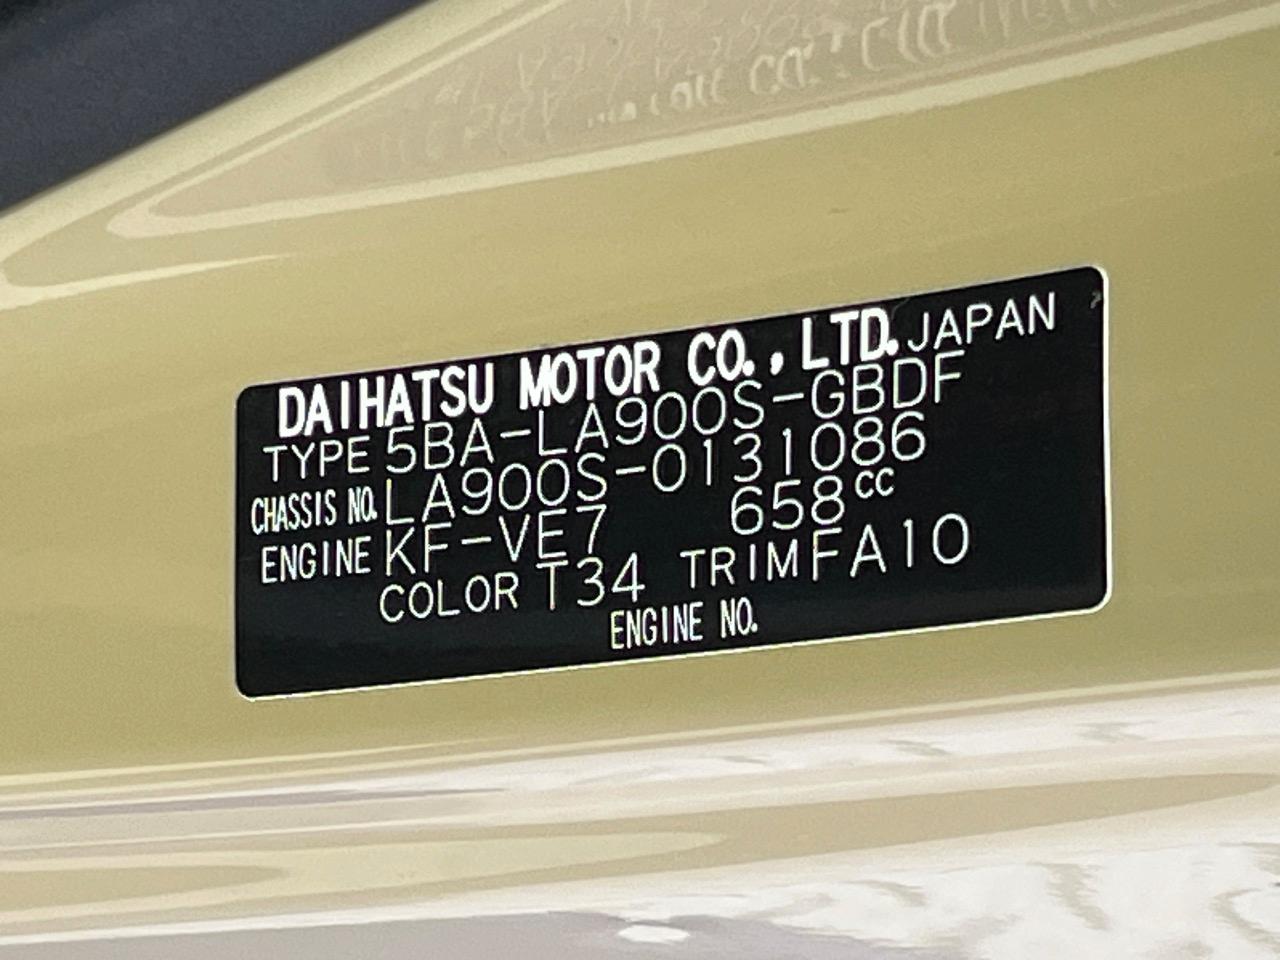 DAIHATSU MOTOR CO., LTD. JAPAN
TYPE 5BA-LA900S-GBDF
CHASSIS NO. LA900S-0131086
ENGINE KF-VE7 658cc
COLOR T34 TRIM FA10
ENGINE NO.